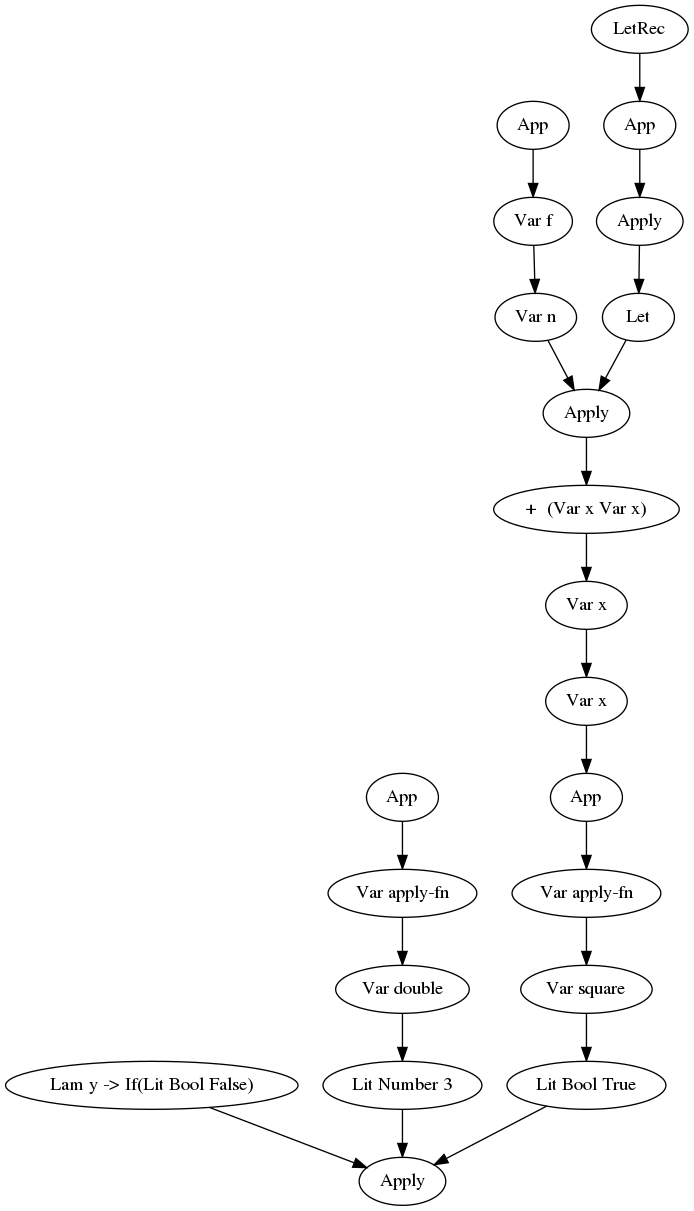 LetRec
App
App
Var f
Apply
Var n
Let
Apply
+ (Var x Var x)
Var x
Var x
App
App
Var apply-fn
Var apply-fn
Var double
Var square
Lam y -> If(Lit Bool False)
Lit Number 3
Lit Bool True
Apply